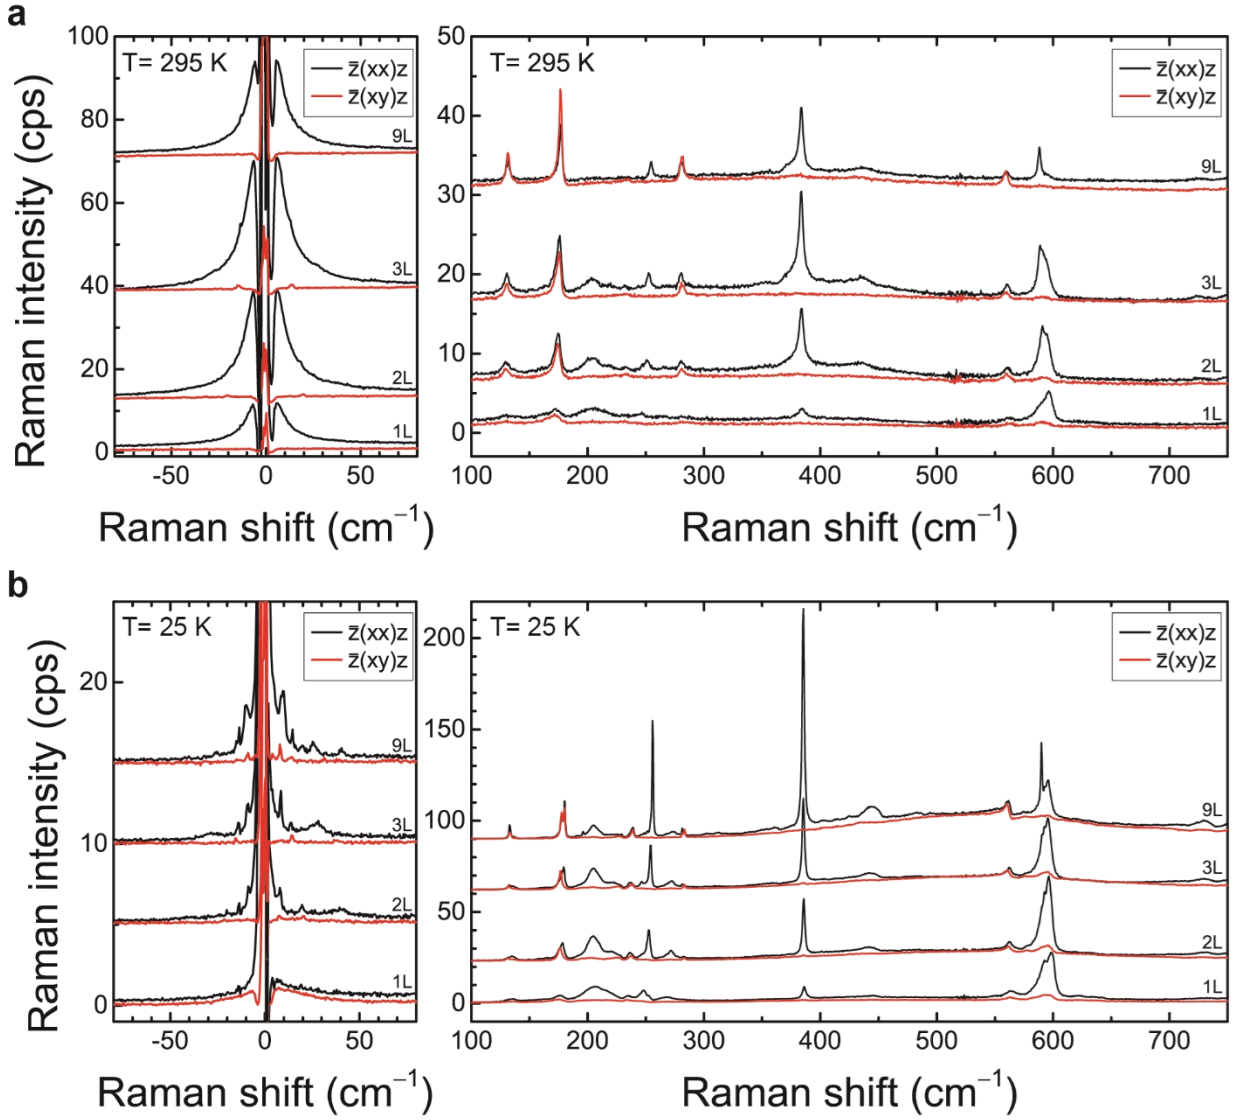 a
T= 295 K
z̄(xx)z
z̄(xy)z
9L
3L
2L
1L
100
80
60
40
20
0
-50
0
50
Raman intensity (cps)
Raman shift (cm⁻¹)
T= 295 K
z̄(xx)z
z̄(xy)z
9L
3L
2L
1L
50
40
30
20
10
0
100
200
300
400
500
600
700
Raman intensity (cps)
Raman shift (cm⁻¹)
b
T= 25 K
z̄(xx)z
z̄(xy)z
9L
3L
2L
1L
20
10
0
-50
0
50
Raman intensity (cps)
Raman shift (cm⁻¹)
T= 25 K
z̄(xx)z
z̄(xy)z
9L
3L
2L
1L
200
150
100
50
0
100
200
300
400
500
600
700
Raman shift (cm⁻¹)